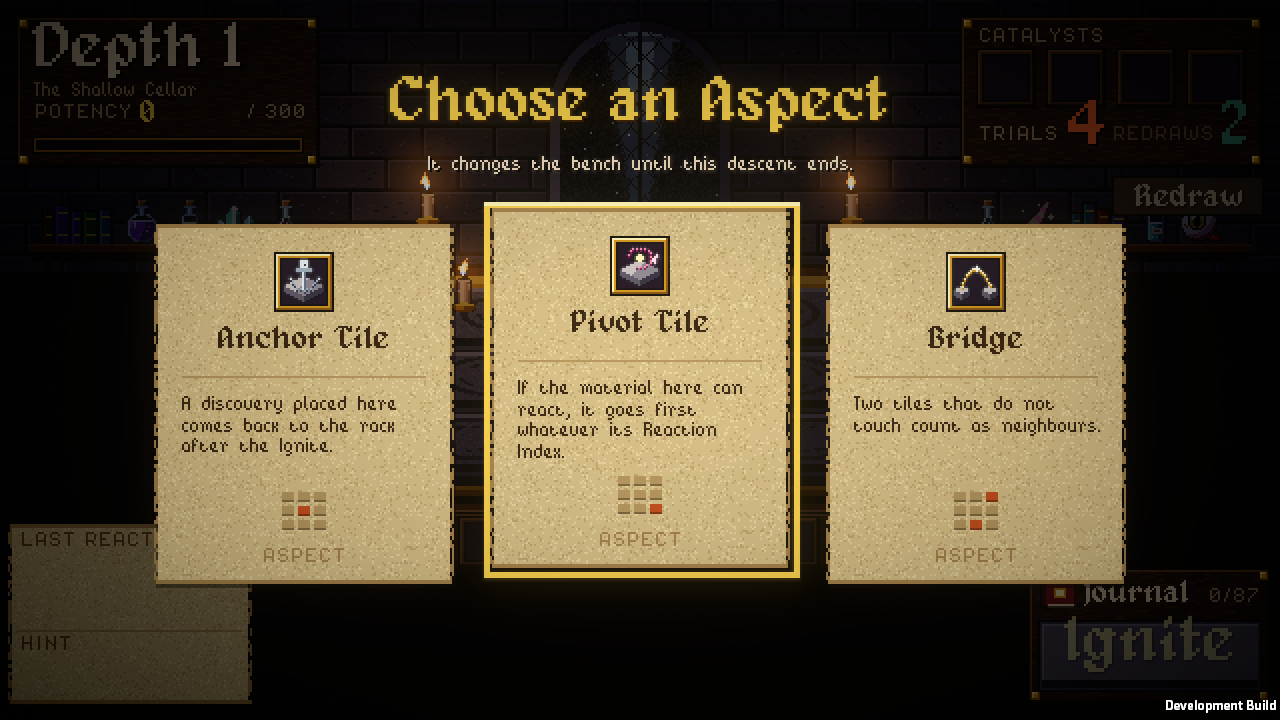 Depth 1
The Shallow Cellar
POTENCY 0 / 300
CATALYSTS
TRIALS 4 REDRAWS 2
Redraw
Choose an Aspect
It changes the bench until this descent ends.
Anchor Tile
A discovery placed here
comes back to the rack
after the Ignite.
ASPECT
Pivot Tile
If the material here can
react, it goes first
whatever its Reaction
Index.
ASPECT
Bridge
Two tiles that do not
touch count as neighbours.
ASPECT
LAST REACT
HINT
Journal 0/87
Ignite
Development Build